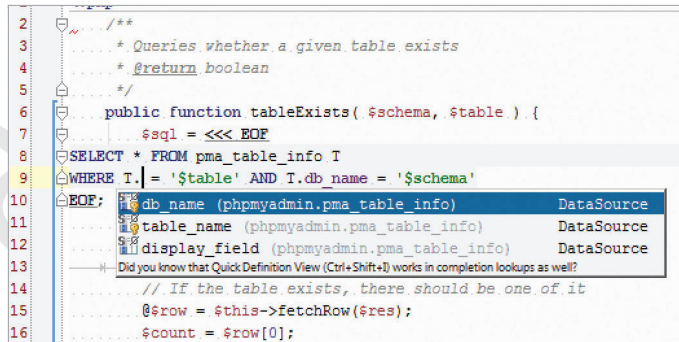 2 /**
3 * Queries whether a given table exists
4 * @return boolean
5 */
6 public function tableExists( $schema, $table ) {
7 $sql = <<< EOF
8 SELECT * FROM pma_table_info T
9 WHERE T. = '$table' AND T.db_name = '$schema'
10 EOF; db_name (phpmyadmin.pma_table_info) DataSource
11 table_name (phpmyadmin.pma_table_info) DataSource
12 display_field (phpmyadmin.pma_table_info) DataSource
13 Did you know that Quick Definition View (Ctrl+Shift+I) works in completion lookups as well?
14 // If the table exists, there should be one of it
15 @$row = $this->fetchRow($res);
16 $count = $row[0];